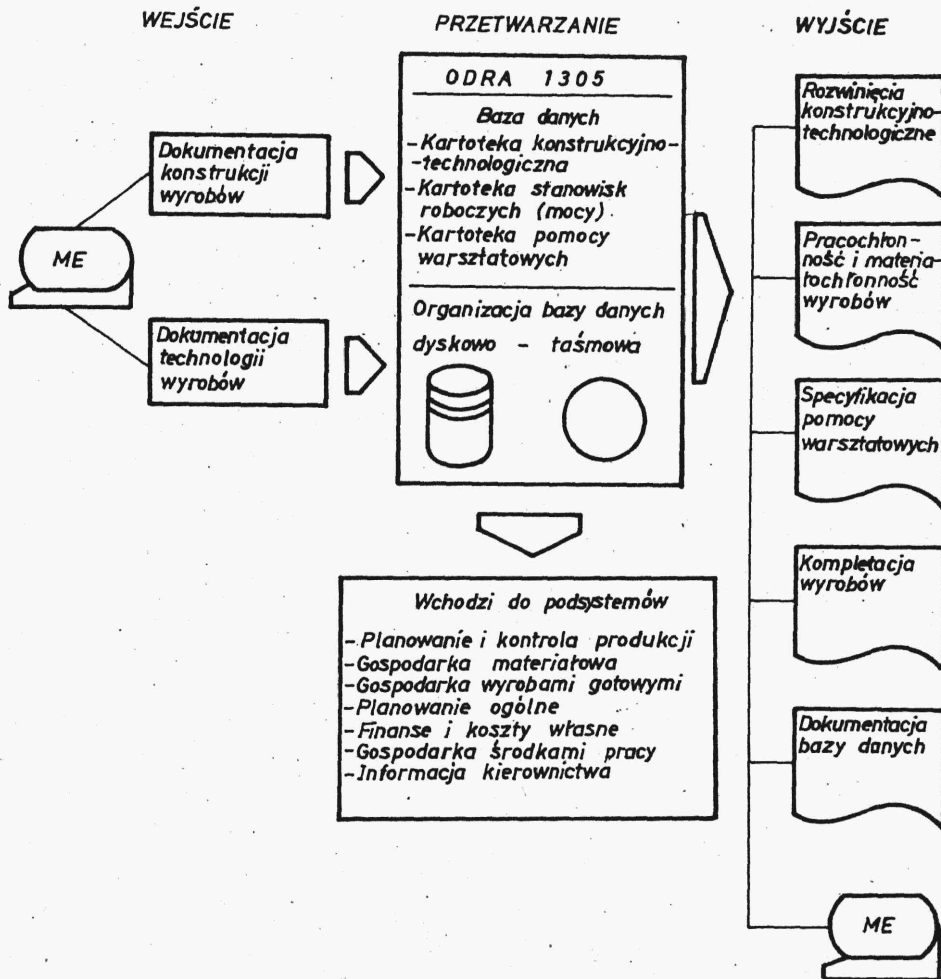 WEJŚCIE
PRZETWARZANIE
WYJŚCIE
ME
Dokumentacja
konstrukcji
wyrobów
Dokumentacja
technologii
wyrobów
ODRA 1305
Baza danych
-Kartoteka konstrukcyjno-
-technologiczna
-Kartoteka stanowisk
roboczych (mocy)
-Kartoteka pomocy
warsztatowych
Organizacja bazy danych
dyskowo - taśmowa
Wchodzi do podsystemów
-Planowanie i kontrola produkcji
-Gospodarka materiałowa
-Gospodarka wyrobami gotowymi
-Planowanie ogólne
-Finanse i koszty własne
-Gospodarka środkami pracy
-Informacja kierownictwa
Rozwinięcia
konstrukcyjno-
technologiczne
Pracochłon-
ność i materia-
łochłonność
wyrobów
Specyfikacja
pomocy
warsztatowych
Kompletacja
wyrobów
Dokumentacja
bazy danych
ME